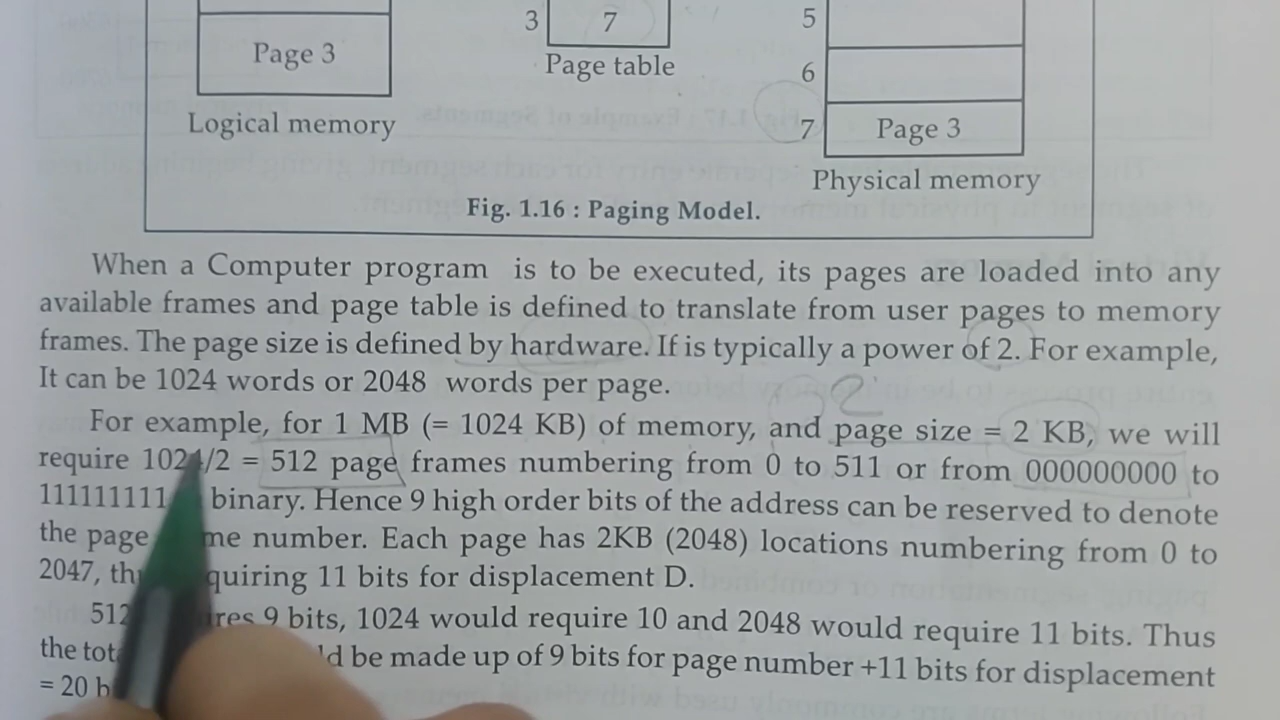 3 7 5
Page 3
Page table 6
Logical memory 7 Page 3
Physical memory
Fig. 1.16 : Paging Model.
When a Computer program is to be executed, its pages are loaded into any
available frames and page table is defined to translate from user pages to memory
frames. The page size is defined by hardware. If is typically a power of 2. For example,
It can be 1024 words or 2048 words per page.
For example, for 1 MB (= 1024 KB) of memory, and page size = 2 KB, we will
require 1024/2 = 512 page frames numbering from 0 to 511 or from 000000000 to
111111111 binary. Hence 9 high order bits of the address can be reserved to denote
the page number. Each page has 2KB (2048) locations numbering from 0 to
2047, bits for displacement D.
512 9 bits, 1024 would require 10 and 2048 would require 11 bits. Thus
the be made up of 9 bits for page number +11 bits for displacement
= 20